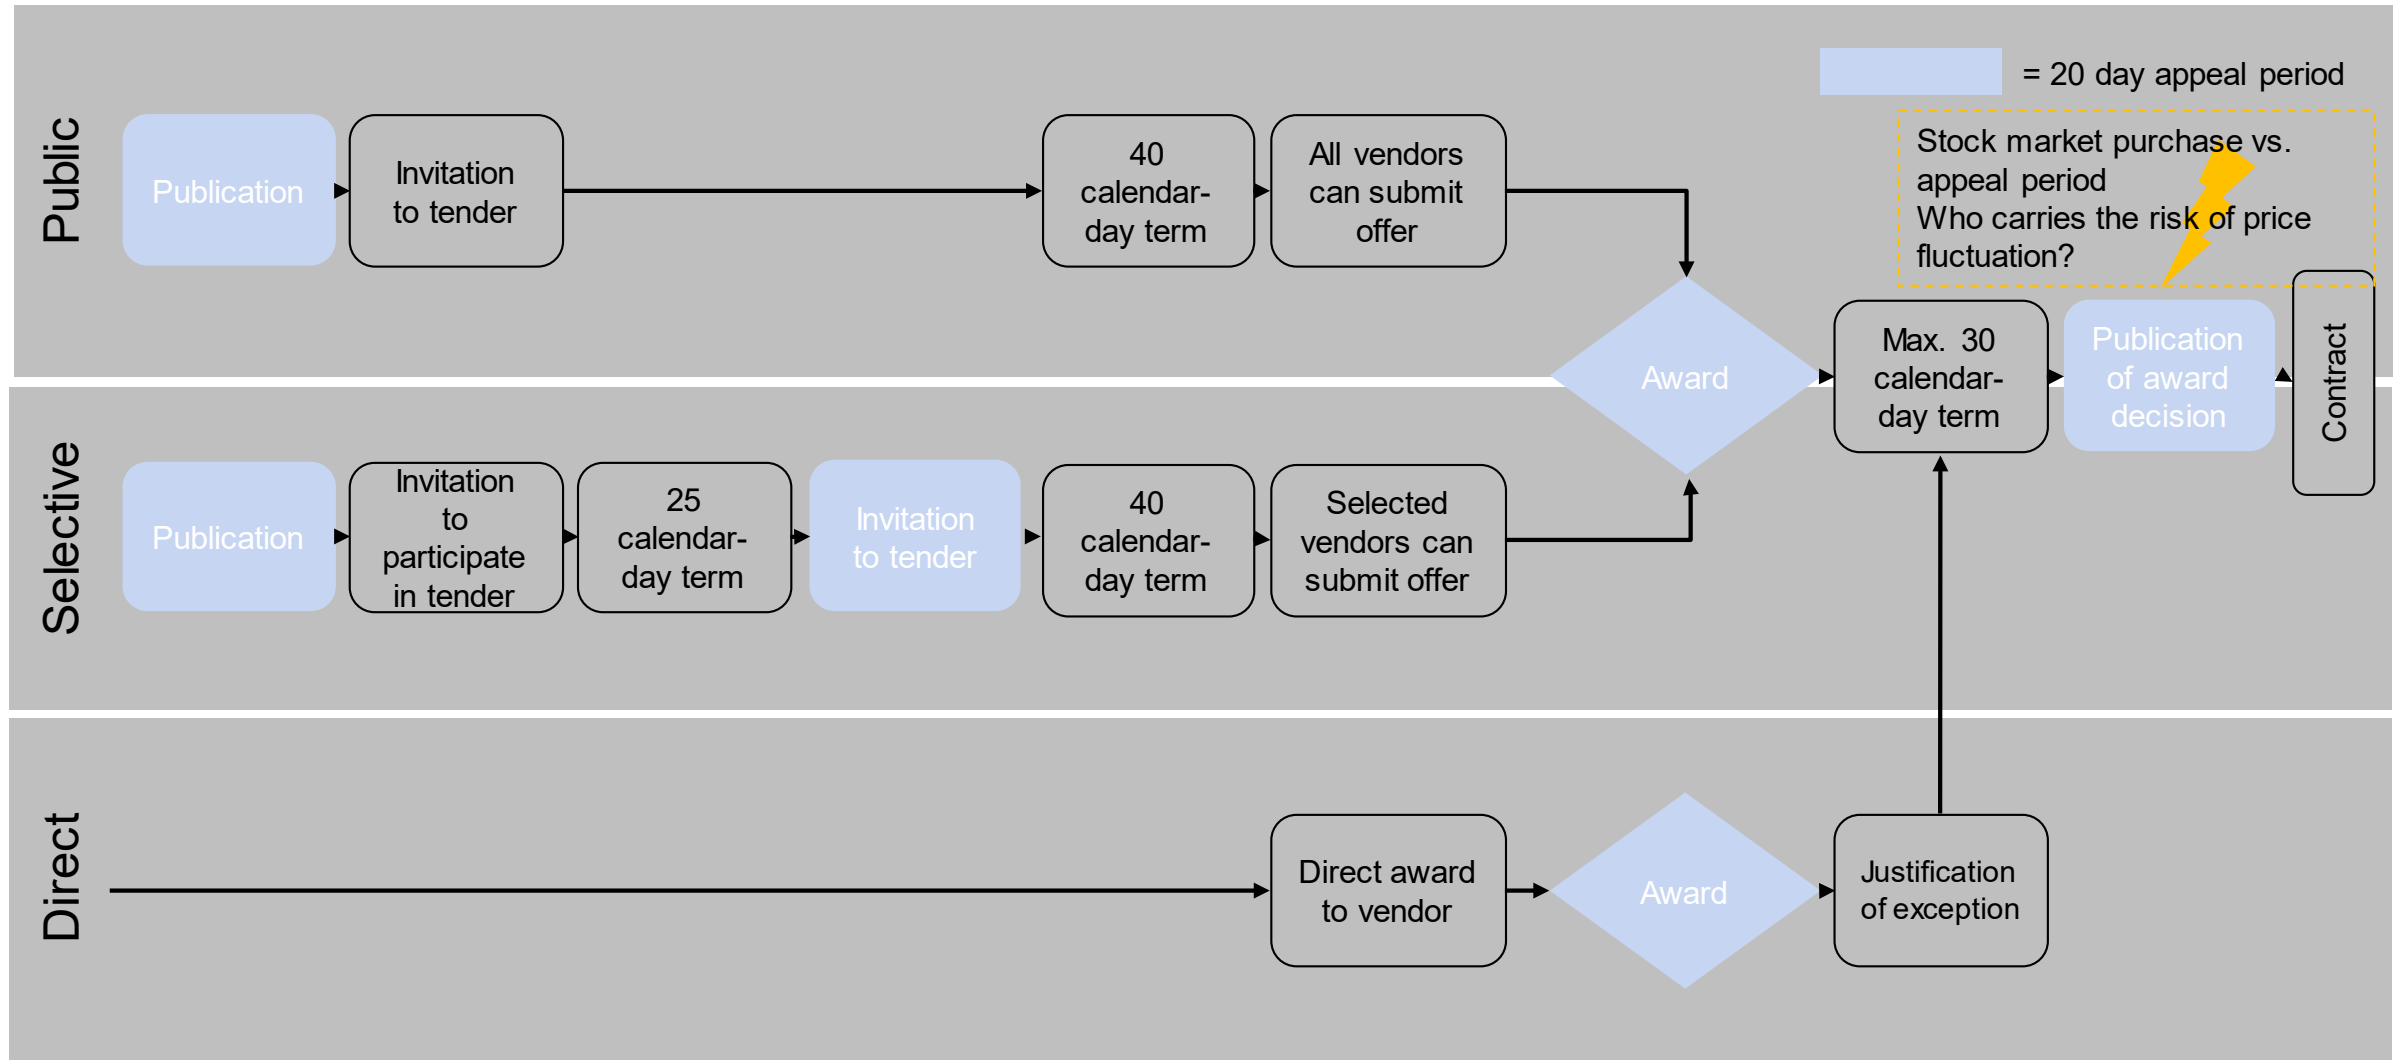 = 20 day appeal period
Stock market purchase vs.
appeal period
Who carries the risk of price
fluctuation?
Public
Publication
Invitation
to tender
40
calendar-
day term
All vendors
can submit
offer
Award
Max. 30
calendar-
day term
Publication
of award
decision
Contract
Selective
Publication
Invitation
to
participate
in tender
25
calendar-
day term
Invitation
to tender
40
calendar-
day term
Selected
vendors can
submit offer
Direct
Direct award
to vendor
Award
Justification
of exception